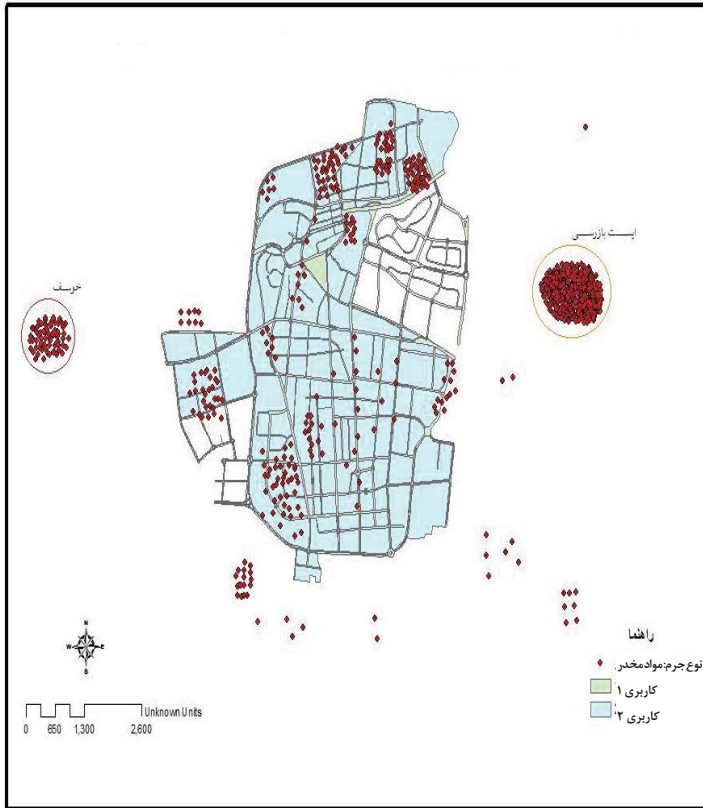 ایست بازرسی
خوسف
راهنما
نوع جرم:مواد مخدر
کاربری ۱
کاربری ۲
N
W E
S
Unknown Units
0 650 1,300 2,600